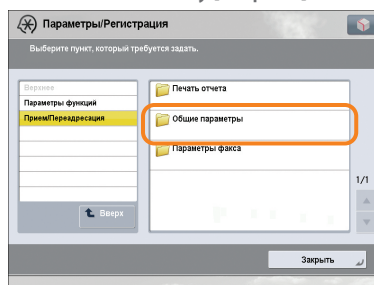 Параметры/Регистрация
Выберите пункт, который требуется задать.
Верхнее
Параметры функций
Прием/Переадресация
Вверх
Печать отчета
Общие параметры
Параметры факса
1/1
Закрыть